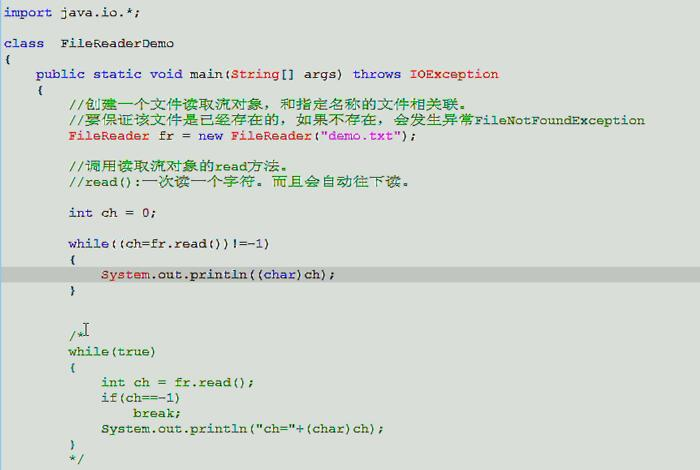 import java.io.*;
class  FileReaderDemo
{
    public static void main(String[] args) throws IOException
    {
        //创建一个文件读取流对象，和指定名称的文件相关联。
        //要保证该文件是已经存在的，如果不存在，会发生异常FileNotFoundException
        FileReader fr = new FileReader("demo.txt");
        //调用读取流对象的read方法。
        //read():一次读一个字符。而且会自动往下读。
        int ch = 0;
        while((ch=fr.read())!=-1)
        {
            System.out.println((char)ch);
        }
        /*
        while(true)
        {
            int ch = fr.read();
            if(ch==-1)
                break;
            System.out.println("ch="+(char)ch);
        }
        */